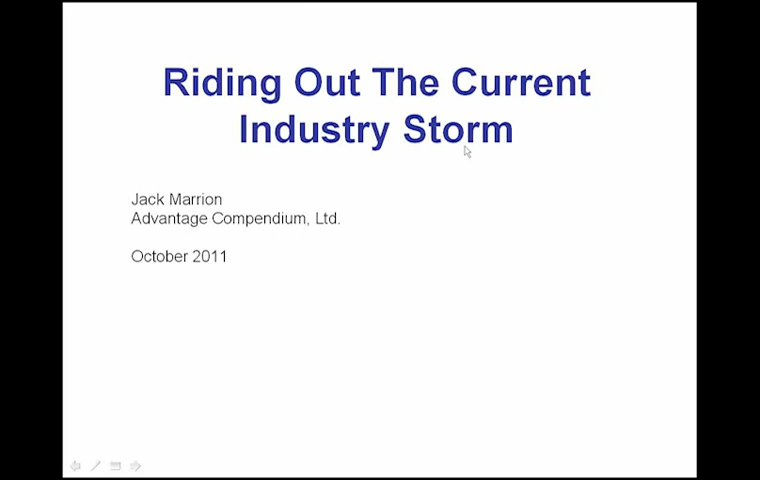 Riding Out The Current
Industry Storm
Jack Marrion
Advantage Compendium, Ltd.
October 2011